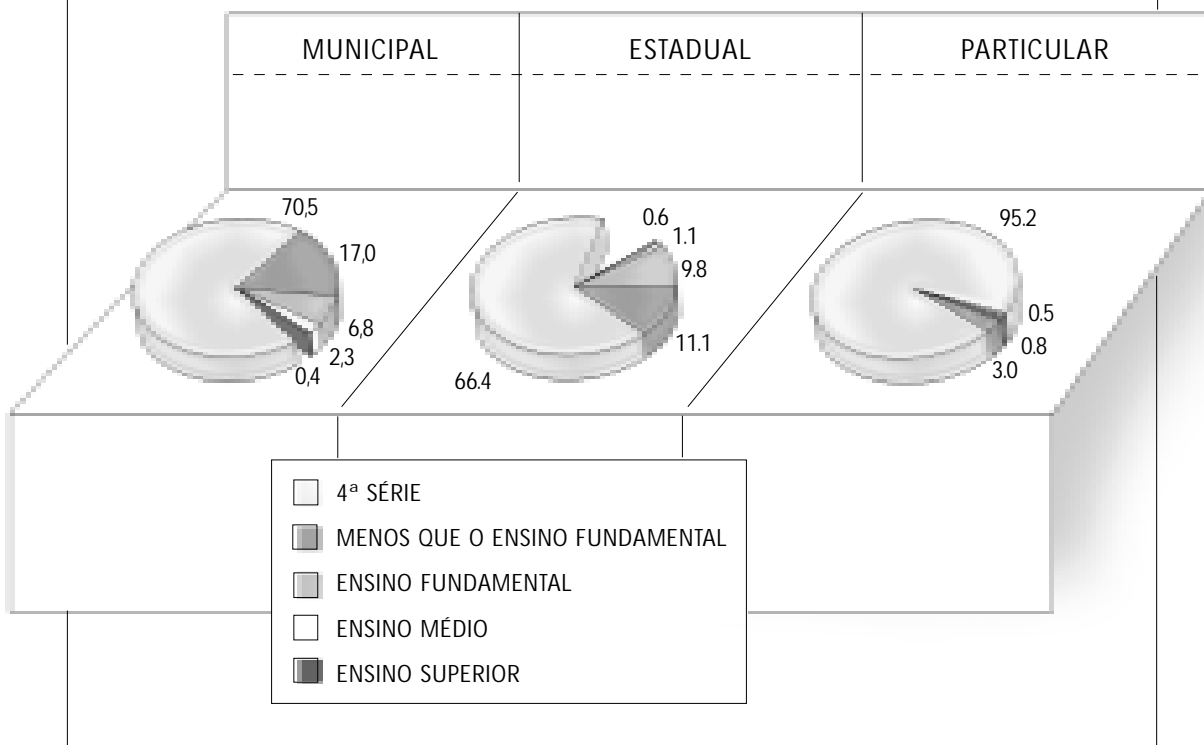 MUNICIPAL
ESTADUAL
PARTICULAR
70,5
17,0
6,8
2,3
0,4
0.6
1.1
9.8
11.1
66.4
95.2
0.5
0.8
3.0
4ª SÉRIE
MENOS QUE O ENSINO FUNDAMENTAL
ENSINO FUNDAMENTAL
ENSINO MÉDIO
ENSINO SUPERIOR